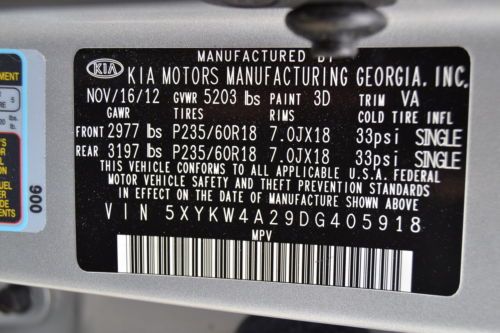 MANUFACTURED BY
KIA KIA MOTORS MANUFACTURING GEORGIA, INC.
NOV/16/12 GVWR 5203 lbs PAINT 3D TRIM VA
GAWR TIRES RIMS COLD TIRE INFL
FRONT 2977 lbs P235/60R18 7.0JX18 33psi SINGLE
REAR 3197 lbs P235/60R18 7.0JX18 33psi SINGLE
THIS VEHICLE CONFORMS TO ALL APPLICABLE U.S.A. FEDERAL
MOTOR VEHICLE SAFETY AND THEFT PREVENTION STANDARDS
IN EFFECT ON THE DATE OF MANUFACTURE SHOWN ABOVE.
VIN 5XYKW4A29DG405918
MPV
006